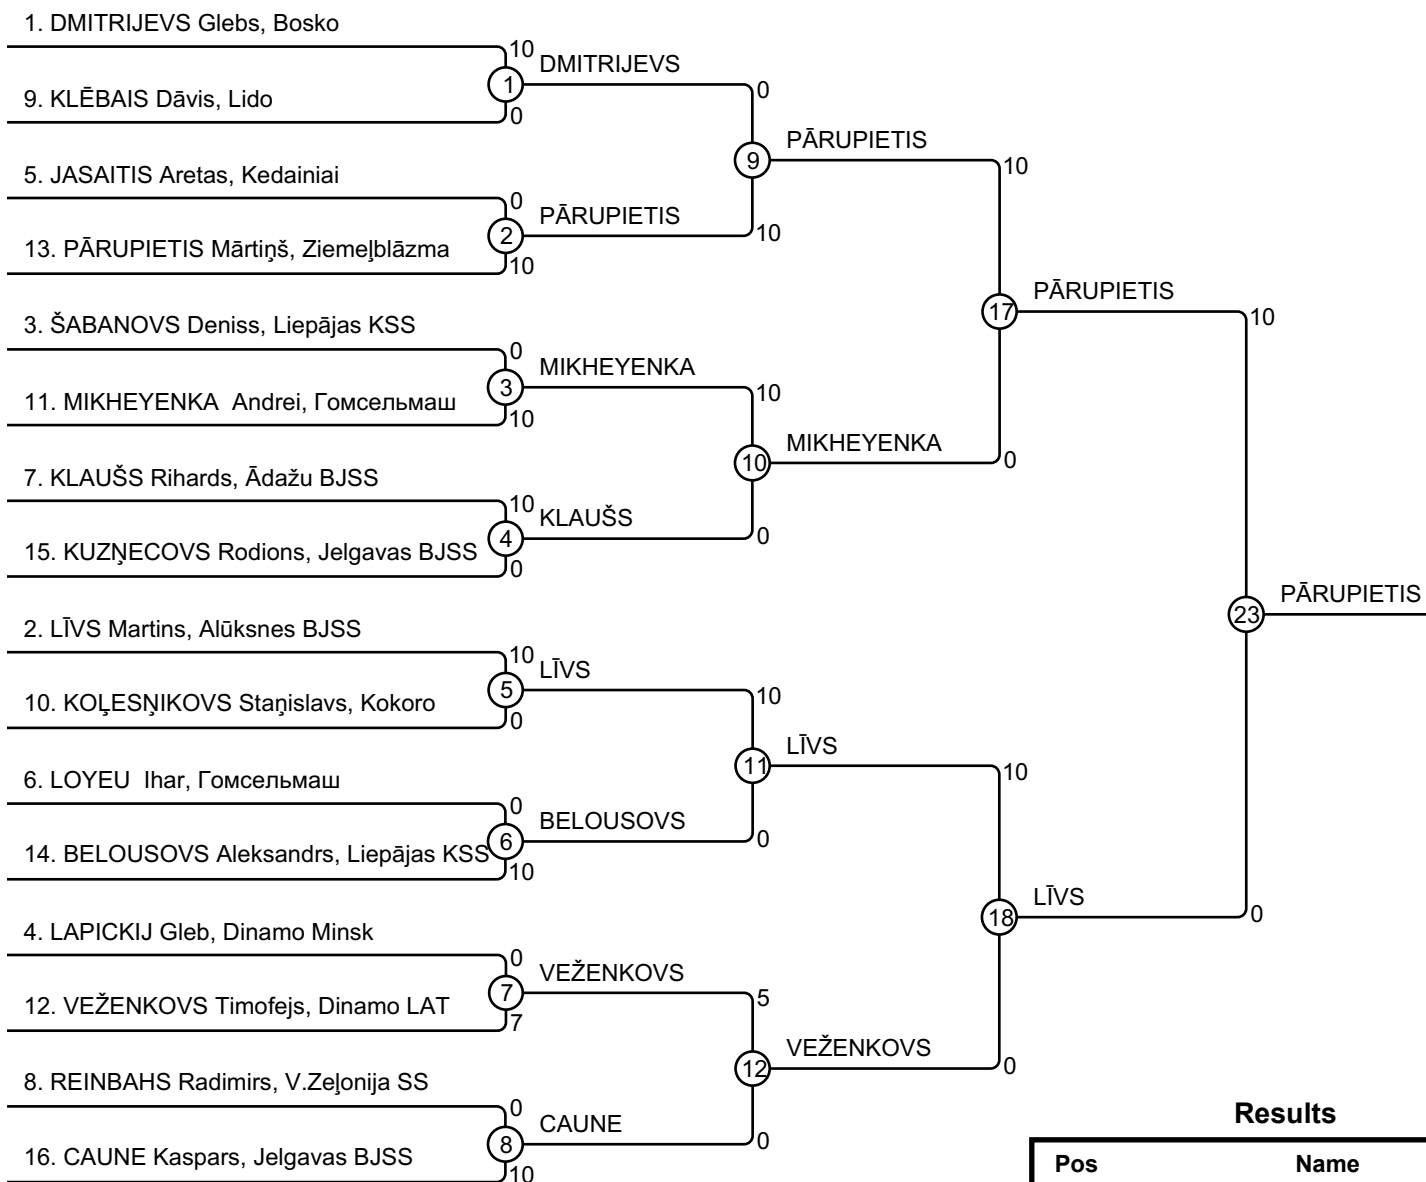 1. DMITRIJEVS Glebs, Bosko
10
DMITRIJEVS
1
0
9. KLĒBAIS Dāvis, Lido
0
PĀRUPIETIS
9
10
5. JASAITIS Aretas, Kedainiai
0
PĀRUPIETIS
2
10
13. PĀRUPIETIS Mārtiņš, Ziemeļblāzma
10
PĀRUPIETIS
17
10
3. ŠABANOVS Deniss, Liepājas KSS
0
MIKHEYENKA
3
10
11. MIKHEYENKA Andrei, Гомсельмаш
10
MIKHEYENKA
10
0
7. KLAUŠS Rihards, Ādažu BJSS
10
KLAUŠS
4
0
15. KUZŅECOVS Rodions, Jelgavas BJSS
0
PĀRUPIETIS
23
2. LĪVS Martins, Alūksnes BJSS
10
LĪVS
5
10
10. KOĻESŅIKOVS Staņislavs, Kokoro
0
LĪVS
11
10
6. LOYEU Ihar, Гомсельмаш
0
BELOUSOVS
6
0
14. BELOUSOVS Aleksandrs, Liepājas KSS
10
LĪVS
18
0
4. LAPICKIJ Gleb, Dinamo Minsk
0
VEŽENKOVS
7
5
12. VEŽENKOVS Timofejs, Dinamo LAT
7
VEŽENKOVS
12
0
8. REINBAHS Radimirs, V.Zeļonija SS
0
CAUNE
8
0
16. CAUNE Kaspars, Jelgavas BJSS
10
Results
Pos Name